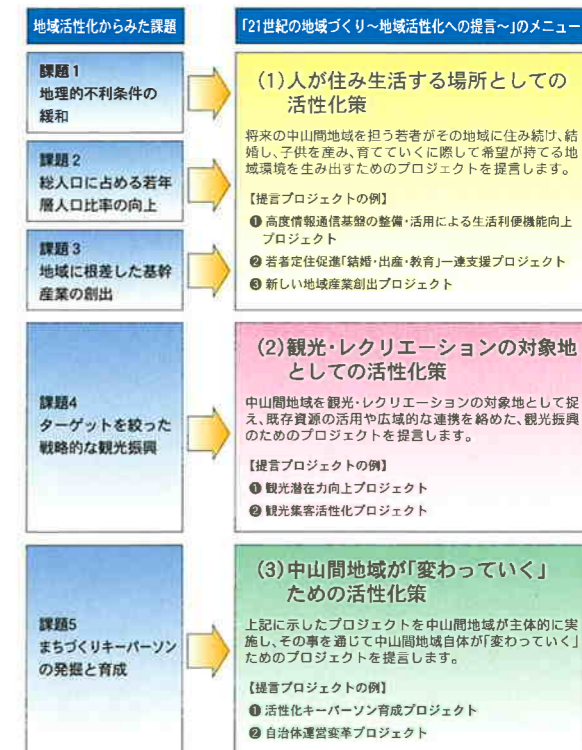 地域活性化からみた課題
「21世紀の地域づくり～地域活性化への提言～」のメニュー
課題1
地理的不利条件の
緩和
課題2
総人口に占める若年
層人口比率の向上
課題3
地域に根差した基幹
産業の創出
(1)人が住み生活する場所としての
活性化策
将来の中山間地域を担う若者がその地域に住み続け、結
婚し、子供を産み、育てていくに際して希望が持てる地
域環境を生み出すためのプロジェクトを提言します。
【提言プロジェクトの例】
❶ 高度情報通信基盤の整備・活用による生活利便機能向上
プロジェクト
❷ 若者定住促進「結婚・出産・教育」一連支援プロジェクト
❸ 新しい地域産業創出プロジェクト
課題4
ターゲットを絞った
戦略的な観光振興
(2)観光・レクリエーションの対象地
としての活性化策
中山間地域を観光・レクリエーションの対象地として捉
え、既存資源の活用や広域的な連携を絡めた、観光振興
のためのプロジェクトを提言します。
【提言プロジェクトの例】
❶ 観光潜在力向上プロジェクト
❷ 観光集客活性化プロジェクト
課題5
まちづくりキーパーソン
の発掘と育成
(3)中山間地域が「変わっていく」
ための活性化策
上記に示したプロジェクトを中山間地域が主体的に実
施し、その事を通じて中山間地域自体が「変わっていく」
ためのプロジェクトを提言します。
【提言プロジェクトの例】
❶ 活性化キーパーソン育成プロジェクト
❷ 自治体運営変革プロジェクト